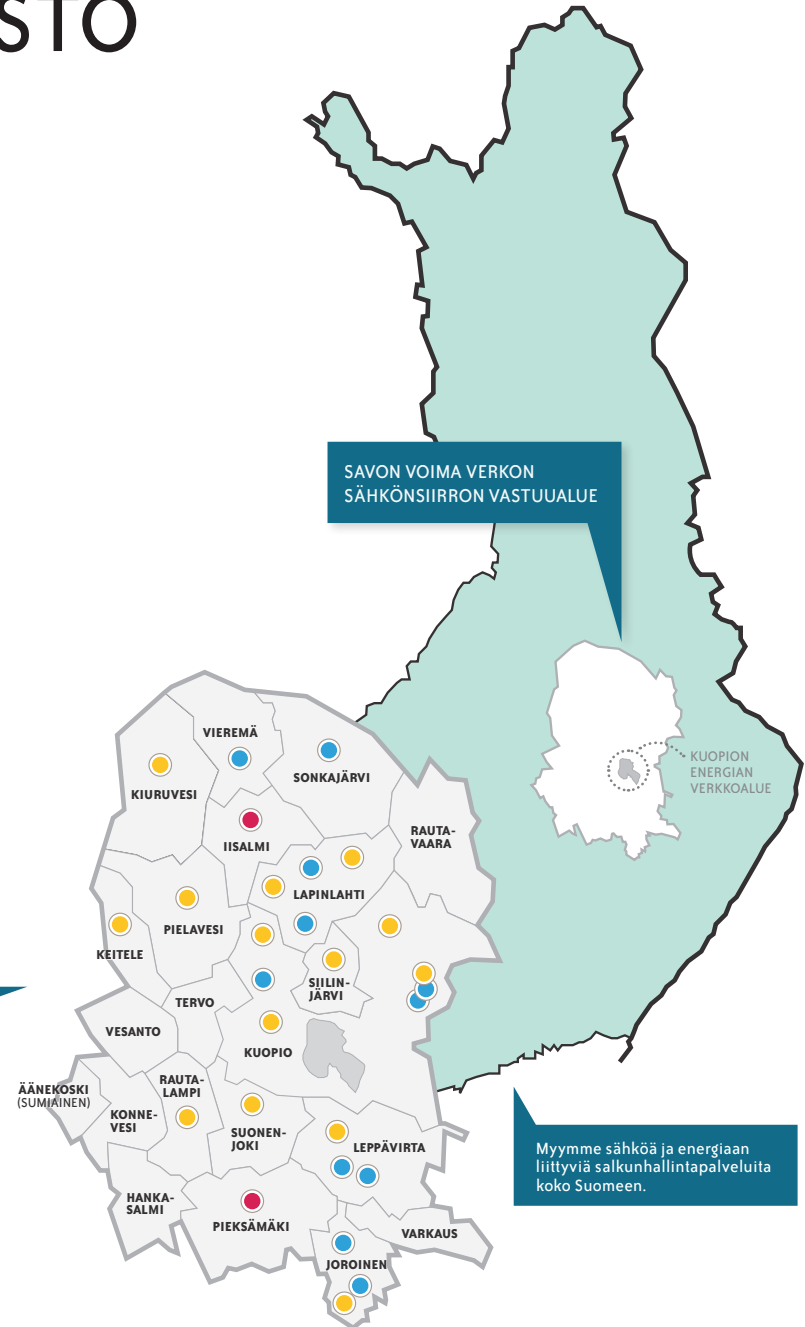 STO
SAVON VOIMA VERKON
SÄHKÖNSIIRRON VASTUUALUE
KUOPION
ENERGIAN
VERKKOALUE
VIEREMÄ
SONKAJÄRVI
KIURUVESI
IISALMI
RAUTA-
VAARA
LAPINLAHTI
PIELAVESI
KEITELE
SIILIN-
JÄRVI
TERVO
VESANTO
KUOPIO
ÄÄNEKOSKI
(SUMIAINEN)
RAUTA-
LAMPI
KONNE-
VESI
SUONEN-
JOKI
LEPPÄVIRTA
HANKA-
SALMI
PIEKSÄMÄKI
VARKAUS
JOROINEN
Myymme sähköä ja energiaan
liittyviä salkunhallintapalveluita
koko Suomeen.